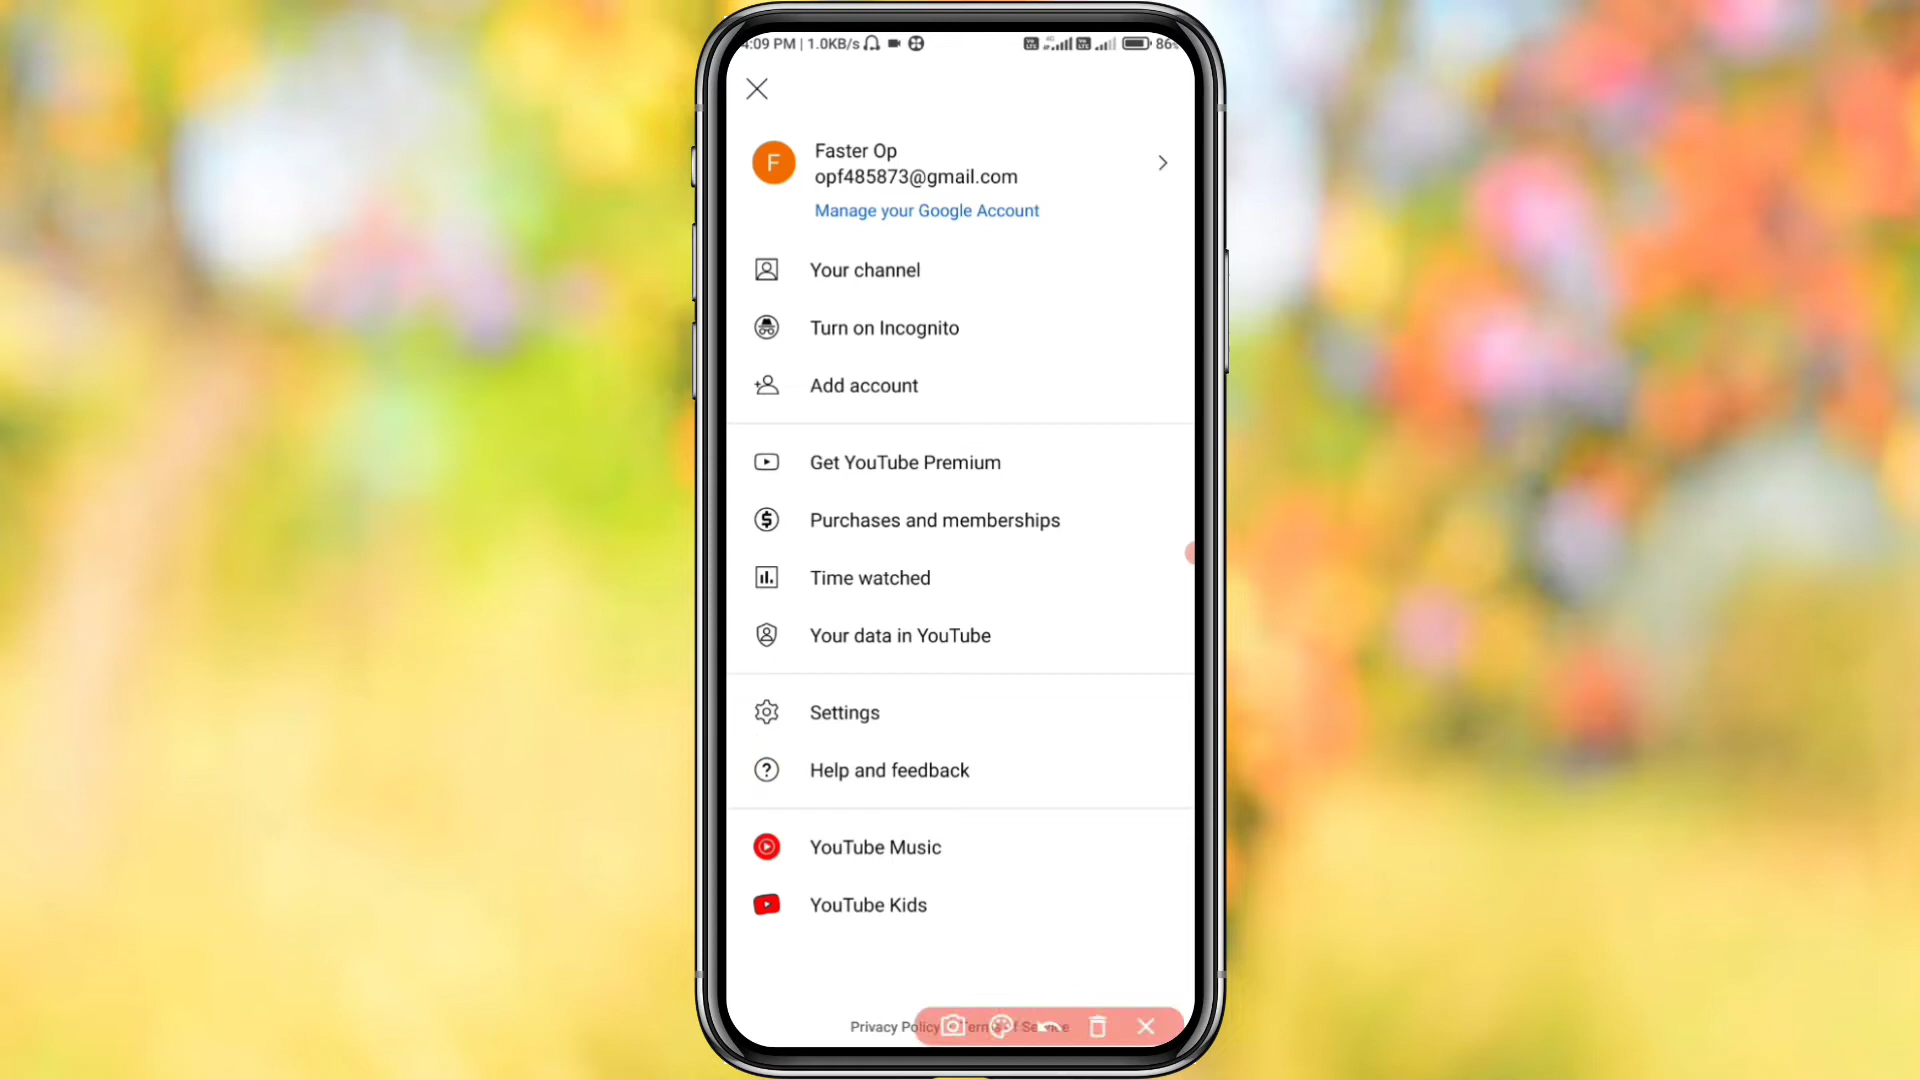 4:09 PM | 1.0KB/s
86
F
Faster Op
opf485873@gmail.com
Manage your Google Account
Your channel
Turn on Incognito
Add account
Get YouTube Premium
Purchases and memberships
Time watched
Your data in YouTube
Settings
Help and feedback
YouTube Music
YouTube Kids
Privacy Policy